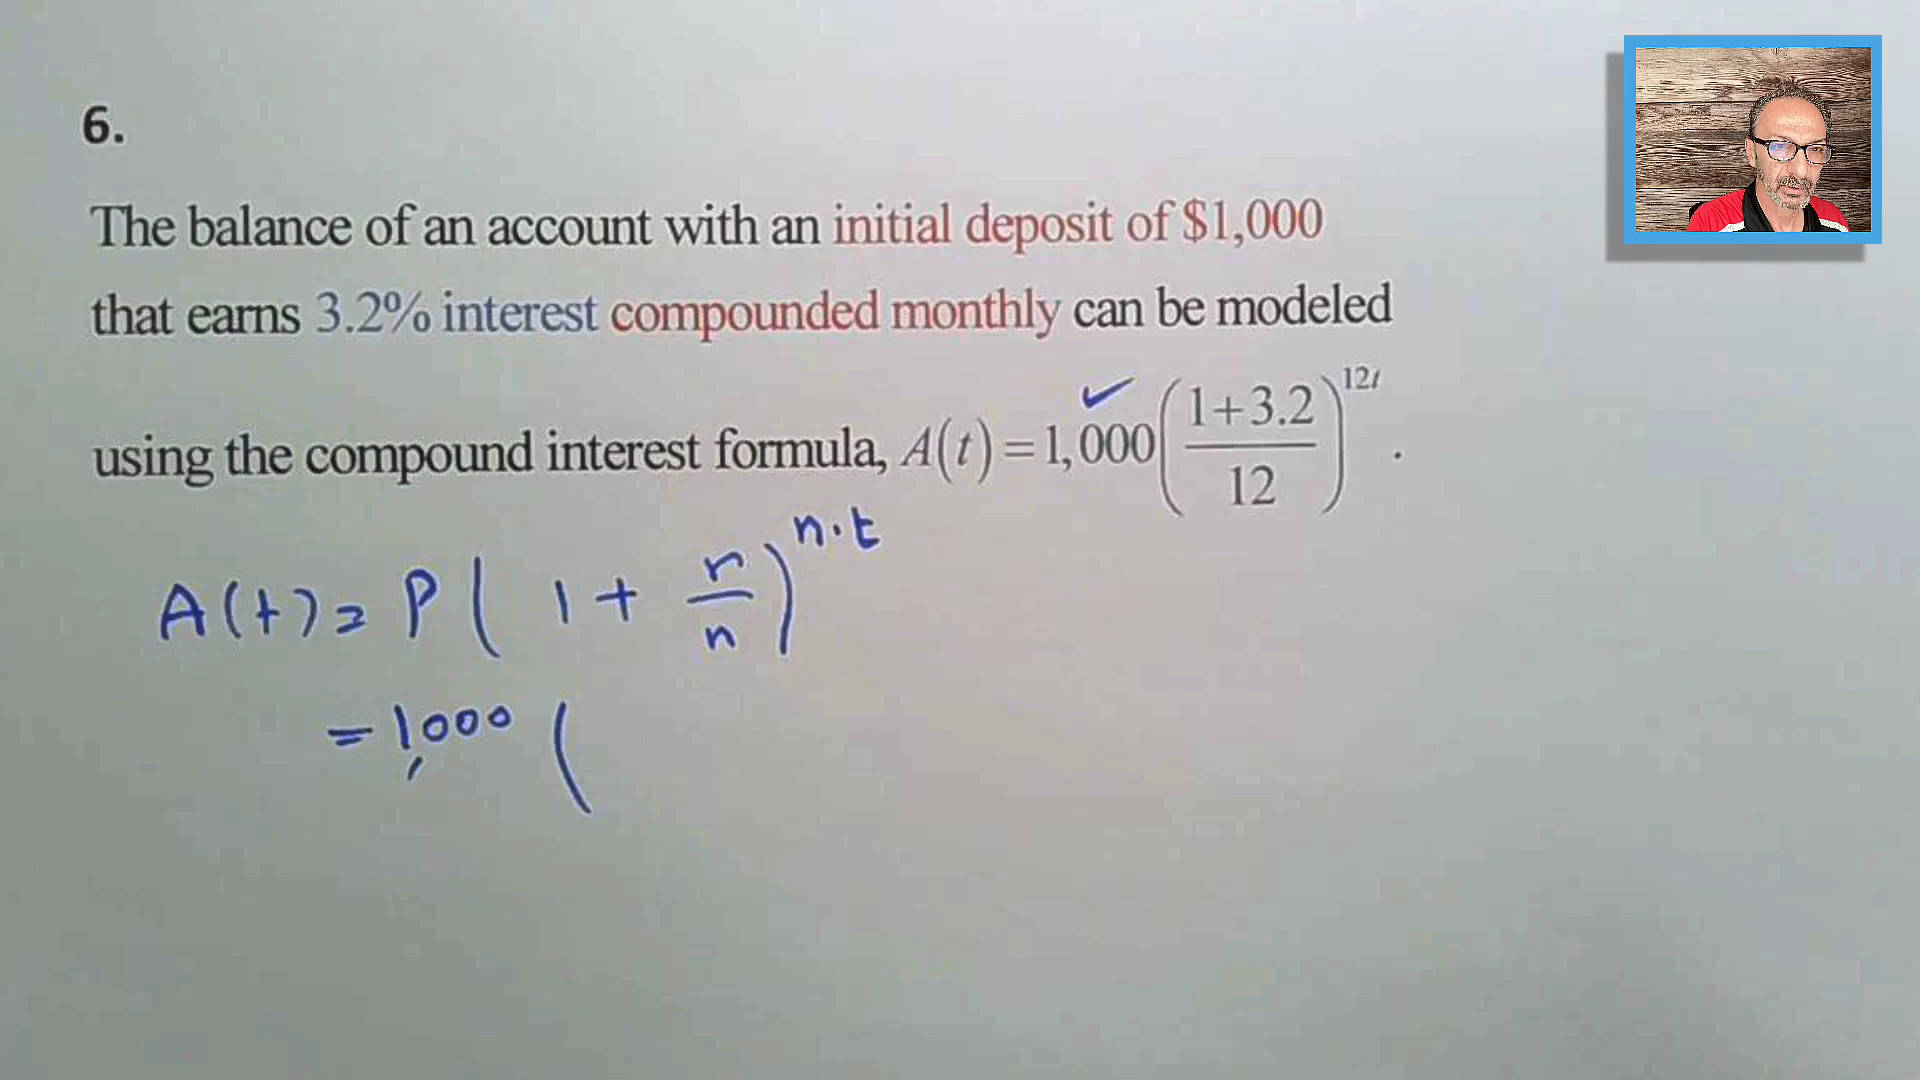 6.
The balance of an account with an initial deposit of $1,000
that earns 3.2% interest compounded monthly can be modeled
using the compound interest formula, A(t) = 1,000((1+3.2)/12)^12t .
A(t) = P(1 + r/n)^n·t
= 1,000 (